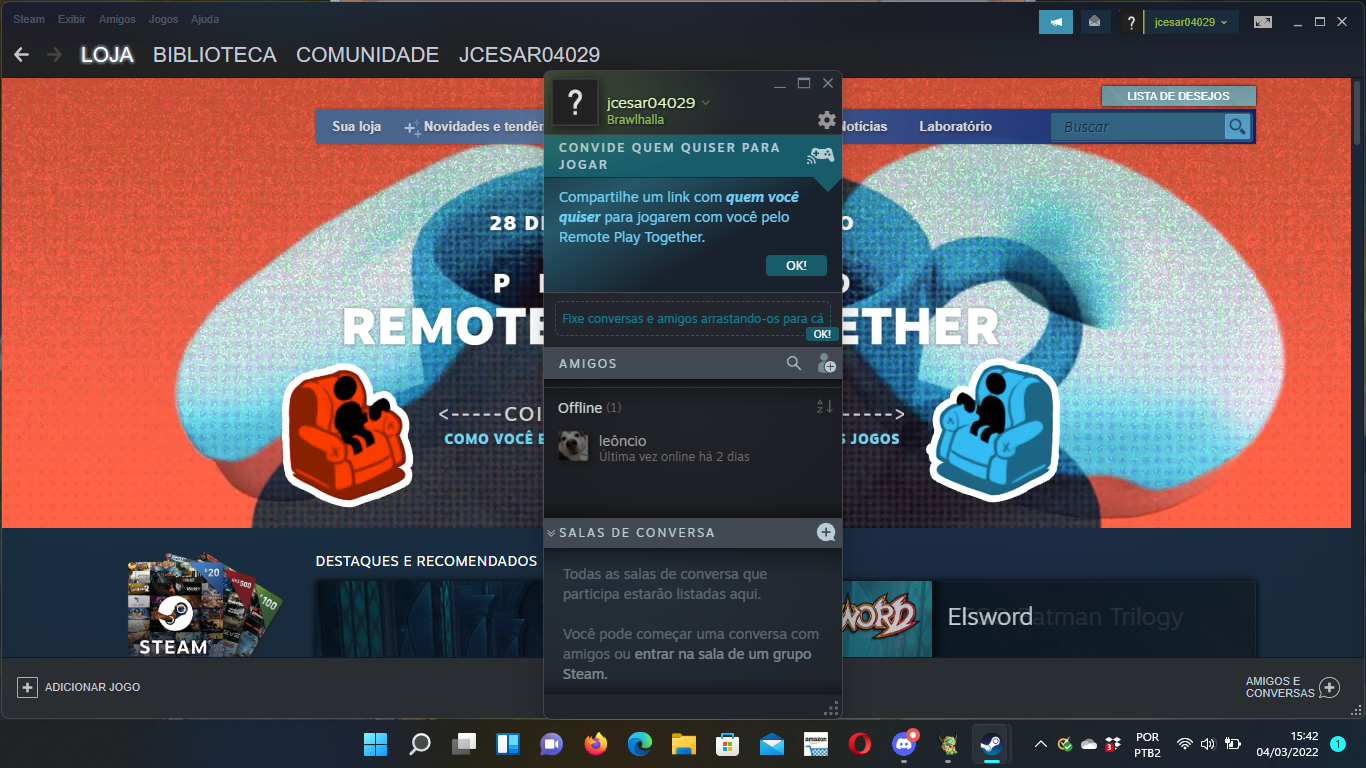 Steam Exibir Amigos Jogos Ajuda
jcesar04029
LOJA BIBLIOTECA COMUNIDADE JCESAR04029
jcesar04029
Brawlhalla
LISTA DE DESEJOS
Sua loja Novidades e tendên
Notícias Laboratório Buscar
CONVIDE QUEM QUISER PARA
JOGAR
Compartilhe um link com quem você
quiser para jogarem com você pelo
Remote Play Together.
OK!
28 DE
REMOTE
ETHER
Fixe conversas e amigos arrastando-os para cá
OK!
AMIGOS
Offline (1)
leôncio
Última vez online há 2 dias
<-----COI
----->
COMO VOCÊ E
S JOGOS
SALAS DE CONVERSA
Todas as salas de conversa que
participa estarão listadas aqui.
Você pode começar uma conversa com
amigos ou entrar na sala de um grupo
Steam.
DESTAQUES E RECOMENDADOS
20
500
100
STEAM
SWORD
Elsword
atman Trilogy
ADICIONAR JOGO
AMIGOS E
CONVERSAS
amazon
3
POR
PTB2
15:42
04/03/2022
1